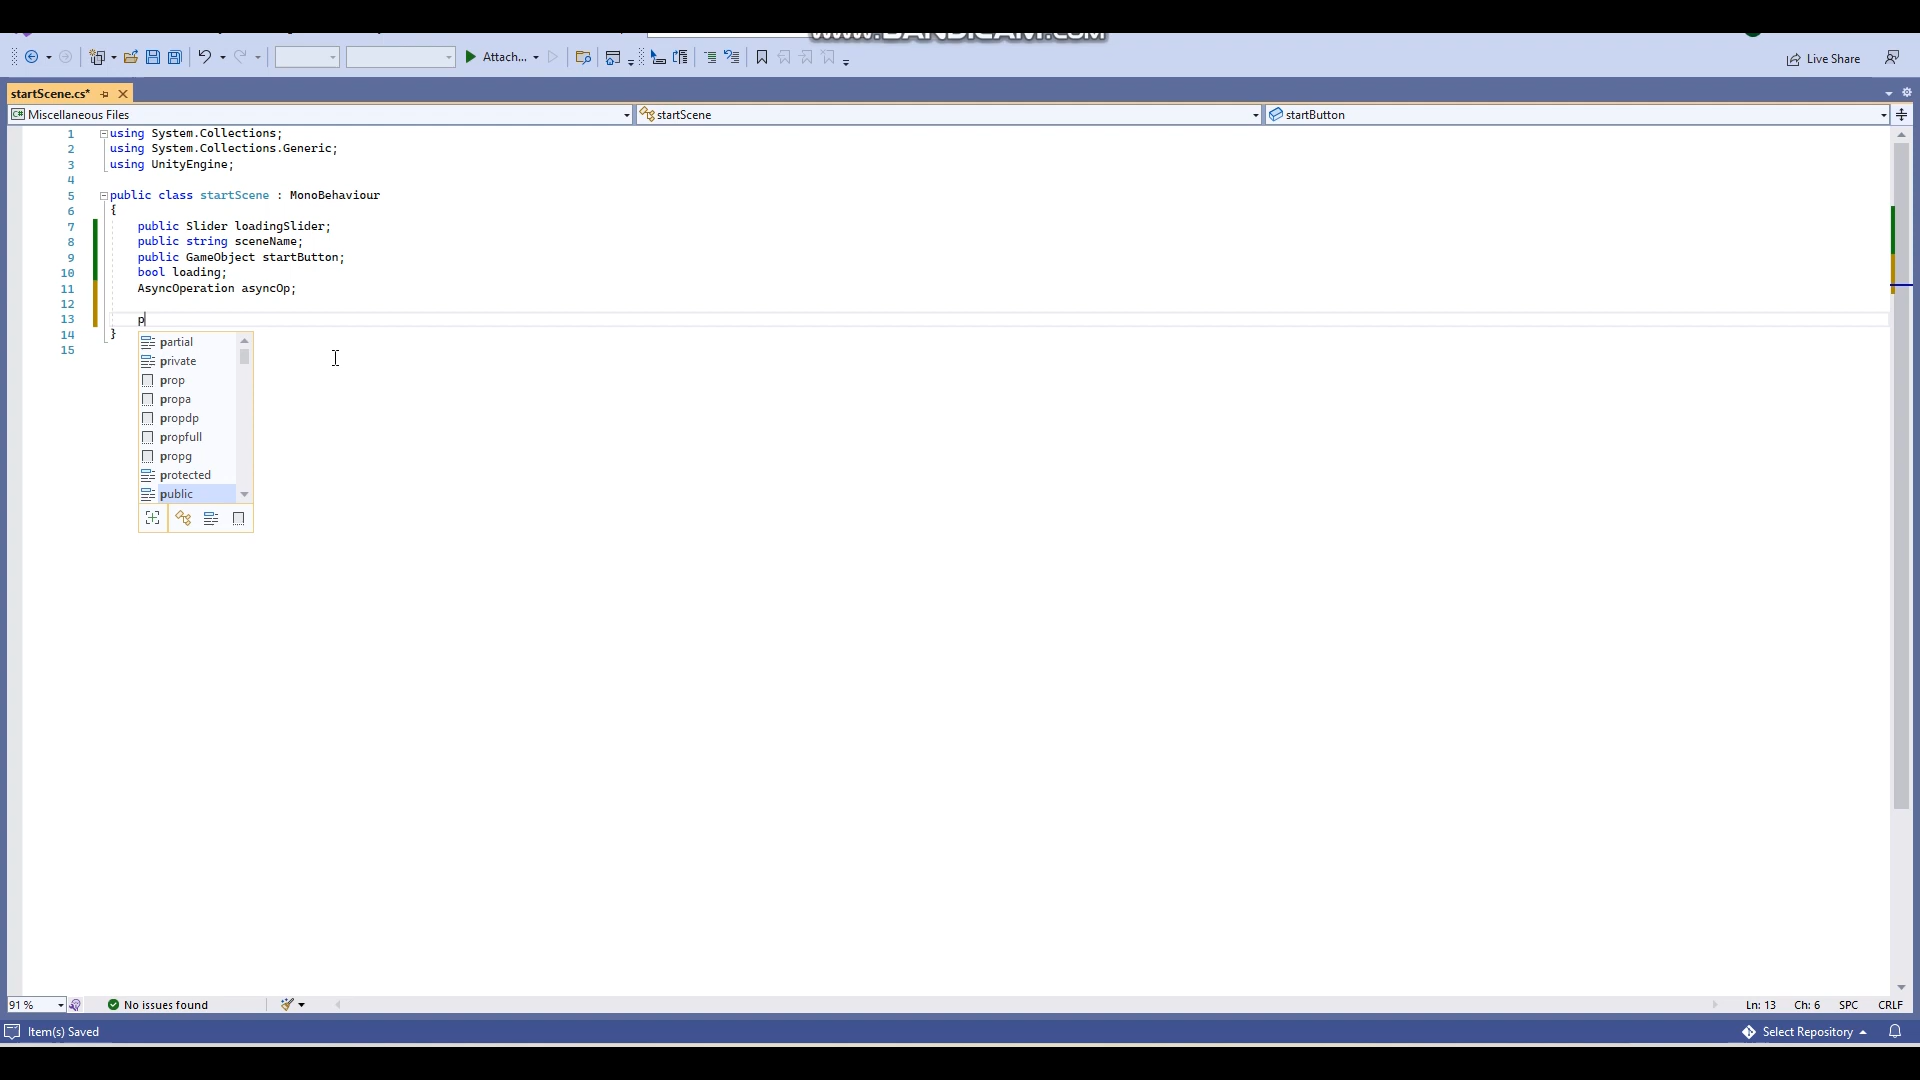 www.BANDICAM.com
Attach...
Live Share
startScene.cs*
Miscellaneous Files startScene startButton
1 using System.Collections;
2 using System.Collections.Generic;
3 using UnityEngine;
4
5 public class startScene : MonoBehaviour
6 {
7 public Slider loadingSlider;
8 public string sceneName;
9 public GameObject startButton;
10 bool loading;
11 AsyncOperation asyncOp;
12
13 p
14 }
15
partial
private
prop
propa
propdp
propfull
propg
protected
public
91 % No issues found Ln: 13 Ch: 6 SPC CRLF
Item(s) Saved Select Repository